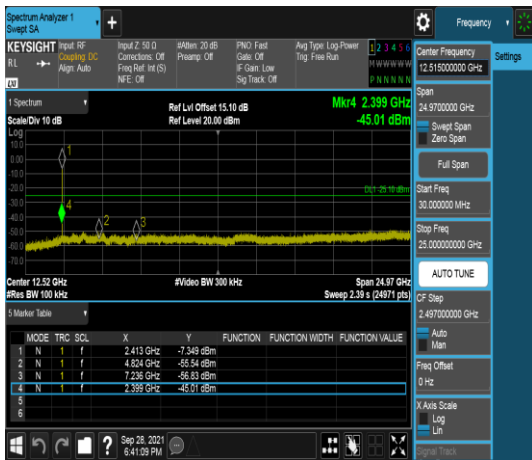 Spectrum Analyzer 1
Swept SA
Frequency
KEYSIGHT
Input: RF
Input Z: 50 Ω
#Atten: 20 dB
PNO: Fast
Avg Type: Log-Power
1 2 3 4 5 6
RL
Coupling: DC
Corrections: Off
Preamp: Off
Gate: Off
Trig: Free Run
M W W W W W
Align: Auto
Freq Ref: Int (S)
IF Gain: Low
NFE: Off
Sig Track: Off
P N N N N N
LXI
1 Spectrum
Ref Lvl Offset 15.10 dB
Mkr4 2.399 GHz
Scale/Div 10 dB
Ref Level 20.00 dBm
-45.01 dBm
Log
10.0
0.00
-10.0
-20.0
-30.0
-40.0
-50.0
-60.0
-70.0
1
4
2
3
DL1 -25.10 dBm
Center 12.52 GHz
#Video BW 300 kHz
Span 24.97 GHz
#Res BW 100 kHz
Sweep 2.39 s (24971 pts)
5 Marker Table
MODE TRC SCL X Y FUNCTION FUNCTION WIDTH FUNCTION VALUE
1 N 1 f 2.413 GHz -7.349 dBm
2 N 1 f 4.824 GHz -55.54 dBm
3 N 1 f 7.236 GHz -56.83 dBm
4 N 1 f 2.399 GHz -45.01 dBm
5
6
Sep 28, 2021
6:41:09 PM
Center Frequency
12.515000000 GHz
Settings
Span
24.9700000 GHz
Swept Span
Zero Span
Full Span
Start Freq
30.000000 MHz
Stop Freq
25.000000000 GHz
AUTO TUNE
CF Step
2.497000000 GHz
Auto
Man
Freq Offset
0 Hz
X Axis Scale
Log
Lin
Signal Track